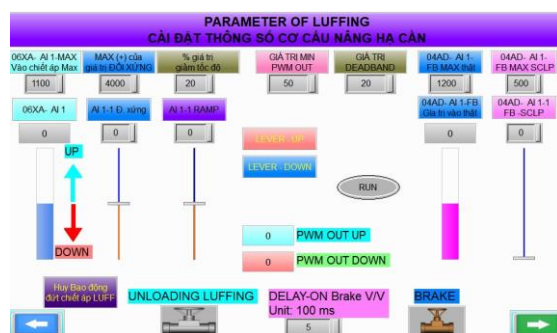 PARAMETER OF LUFFING
CÀI ĐẶT THÔNG SỐ CƠ CẤU NÂNG HẠ CẦN
06XA- AI 1-MAX
Vào chiết áp Max
1100
MAX (+) của
giá trị ĐỐI XỨNG
4000
% giá trị
giảm tốc độ
20
GIÁ TRỊ MIN
PWM OUT
50
GIÁ TRỊ
DEADBAND
20
04AD- AI 1-
FB MAX thật
1200
04AD- AI 1-
FB MAX SCLP
500
06XA- AI 1
0
AI 1-1 Đ. xứng
0
AI 1-1 RAMP
0
04AD- AI 1-FB
Gía trị vào thật
0
04AD- AI 1-1
FB -SCLP
0
UP
DOWN
LEVER - UP
LEVER - DOWN
RUN
0
PWM OUT UP
0
PWM OUT DOWN
Huy Bao động
đứt chiết áp LUFF
UNLOADING LUFFING
DELAY-ON Brake V/V
Unit: 100 ms
5
BRAKE